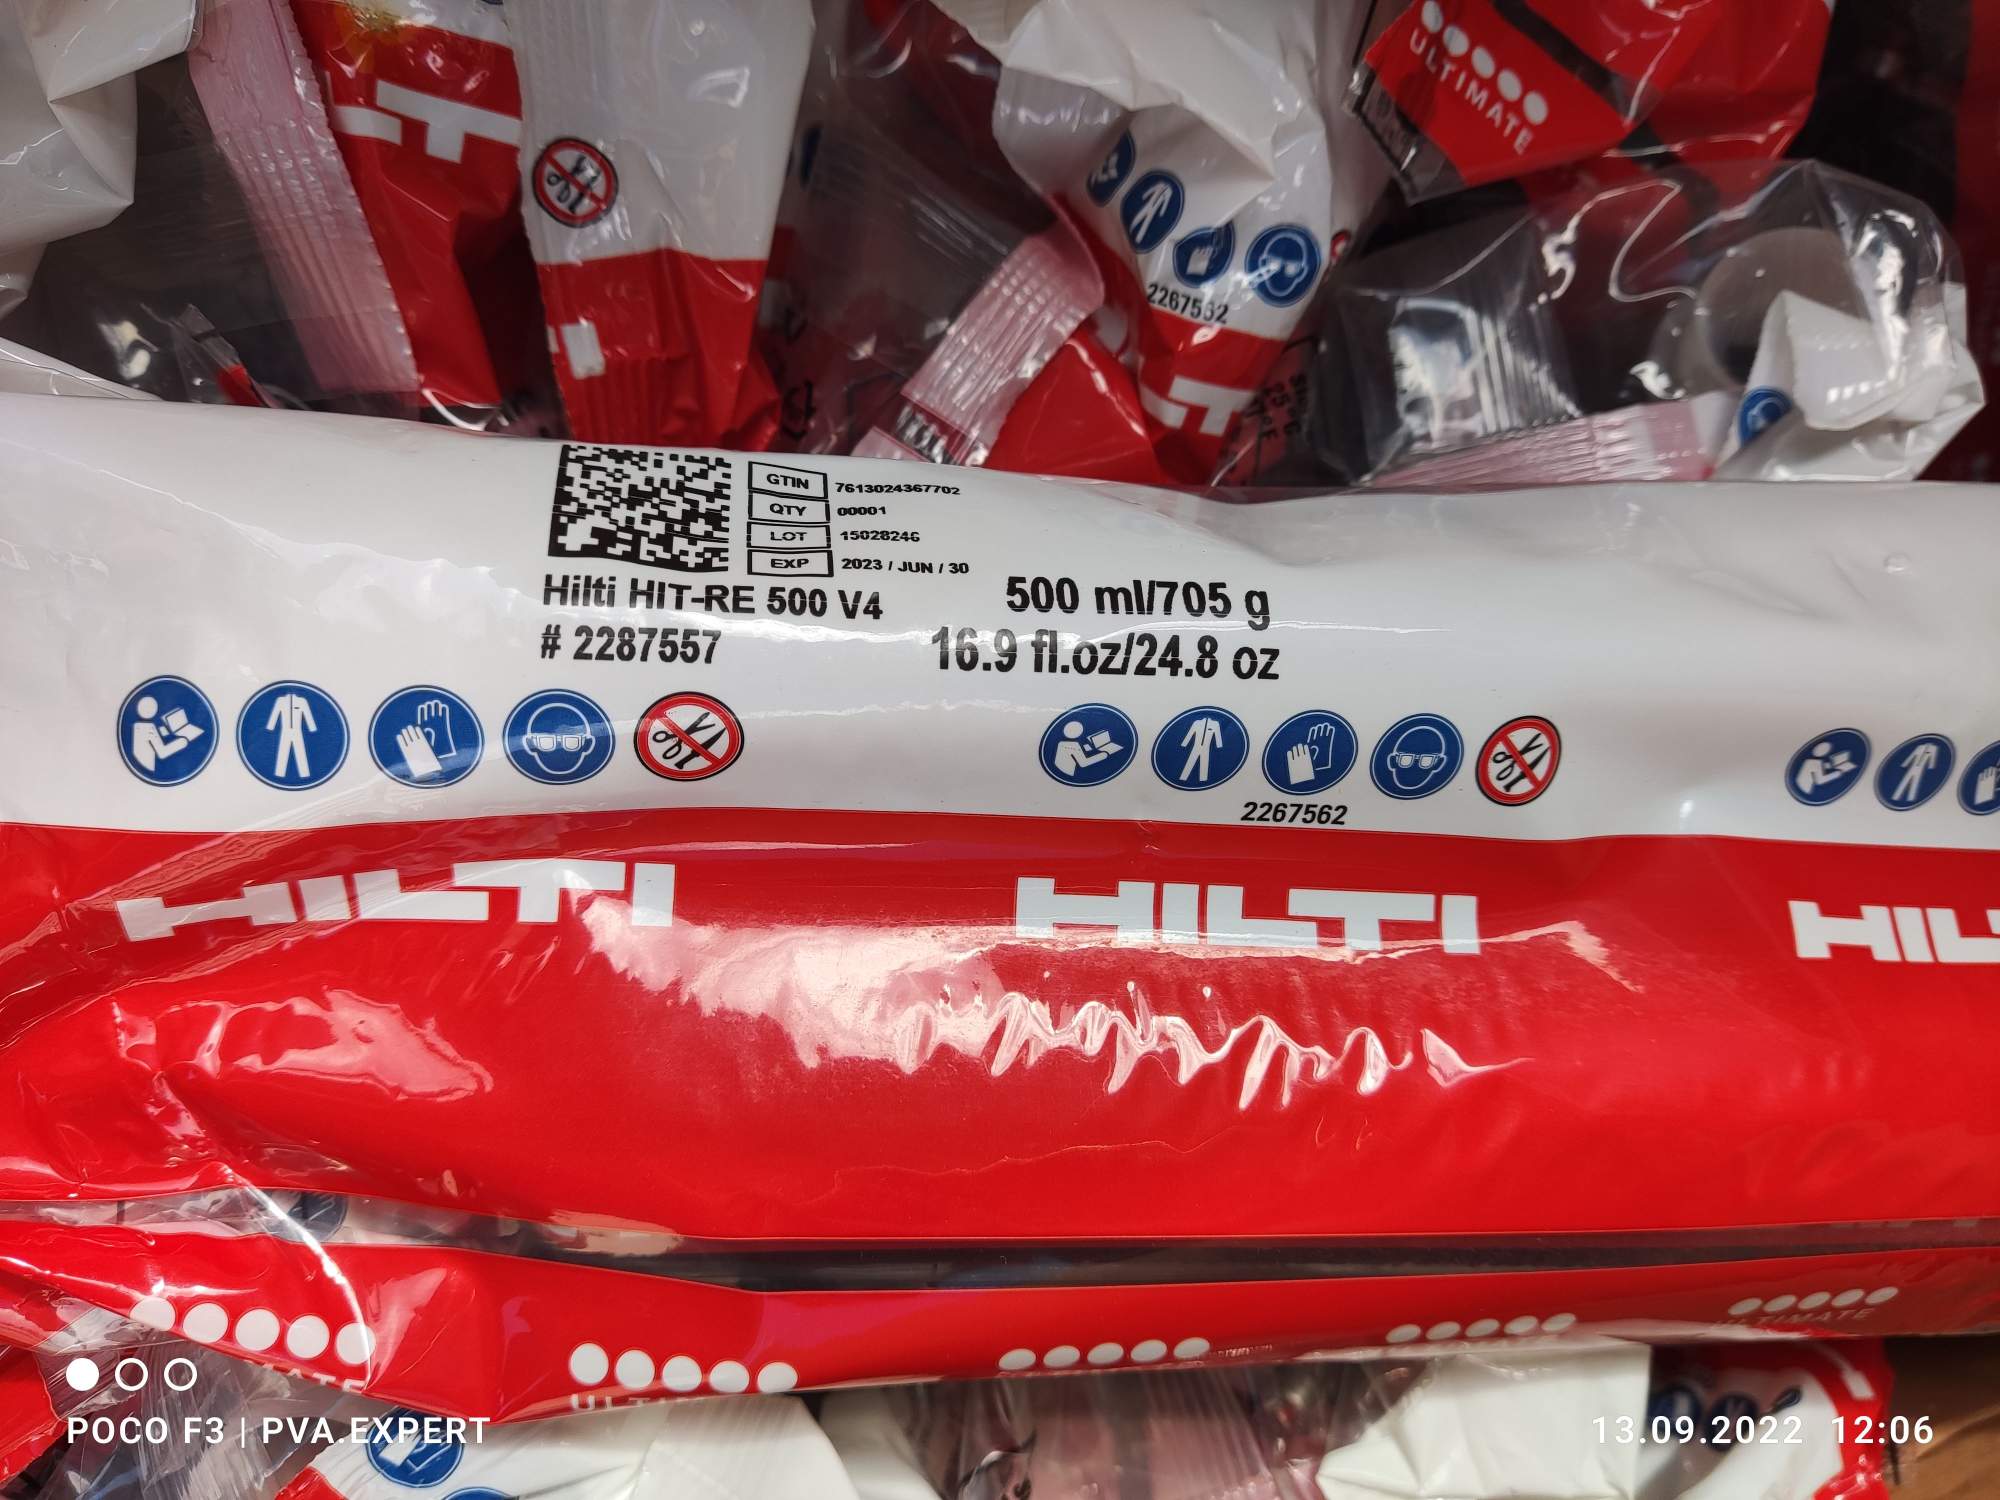 ULTIMATE
2267562
GTIN 7613024367702
QTY 00001
LOT 15028246
EXP 2023 / JUN / 30
Hilti HIT-RE 500 V4
# 2287557
500 ml/705 g
16.9 fl.oz/24.8 oz
2267562
HILTI HILTI HILT
ULTIMATE
POCO F3 | PVA.EXPERT
13.09.2022 12:06